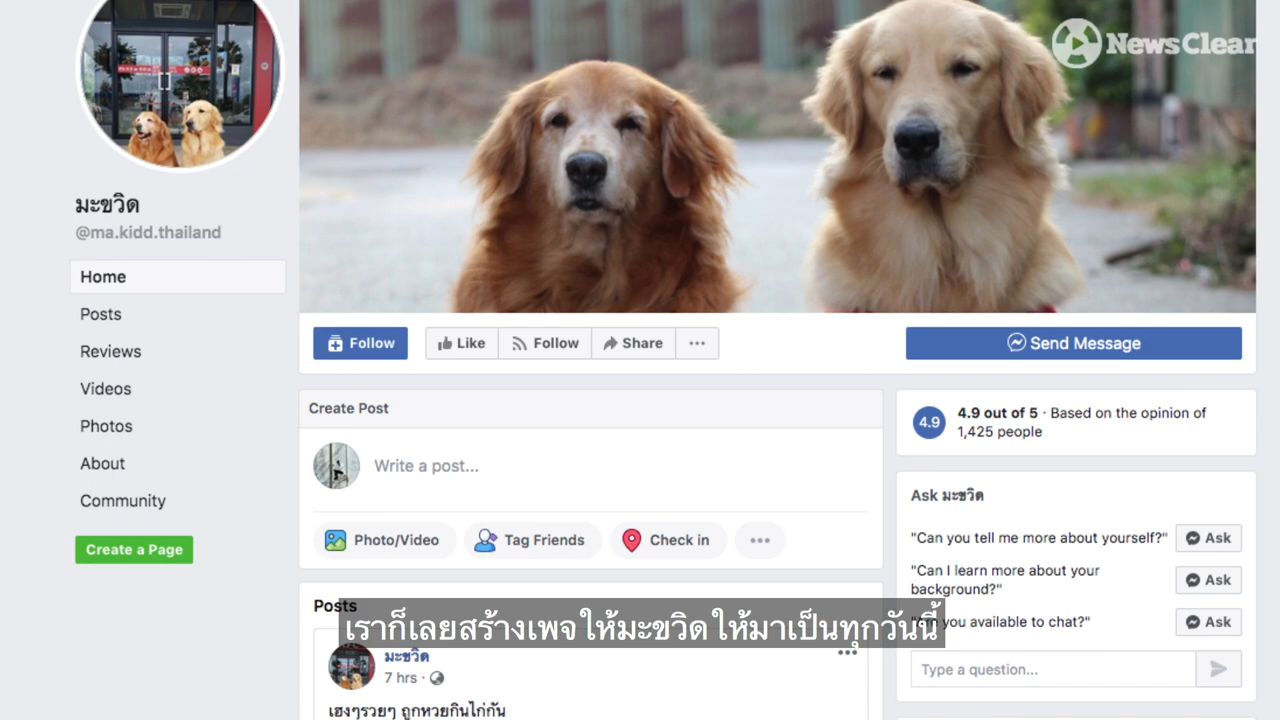 NewsClear
มะขวิด
@ma.kidd.thailand
Home
Posts
Reviews
Videos
Photos
About
Community
Create a Page
Follow
Like
Follow
Share
Send Message
Create Post
Write a post...
Photo/Video
Tag Friends
Check in
4.9
4.9 out of 5 · Based on the opinion of
1,425 people
Ask มะขวิด
"Can you tell me more about yourself?"
Ask
"Can I learn more about your
background?"
Ask
you available to chat?"
Ask
Type a question...
Posts
เราก็เลยสร้างเพจ ให้มะขวิด ให้มาเป็นทุกวันนี้
มะขวิด
7 hrs ·
เฮงๆรวยๆ ถูกหวยกินไก่กัน